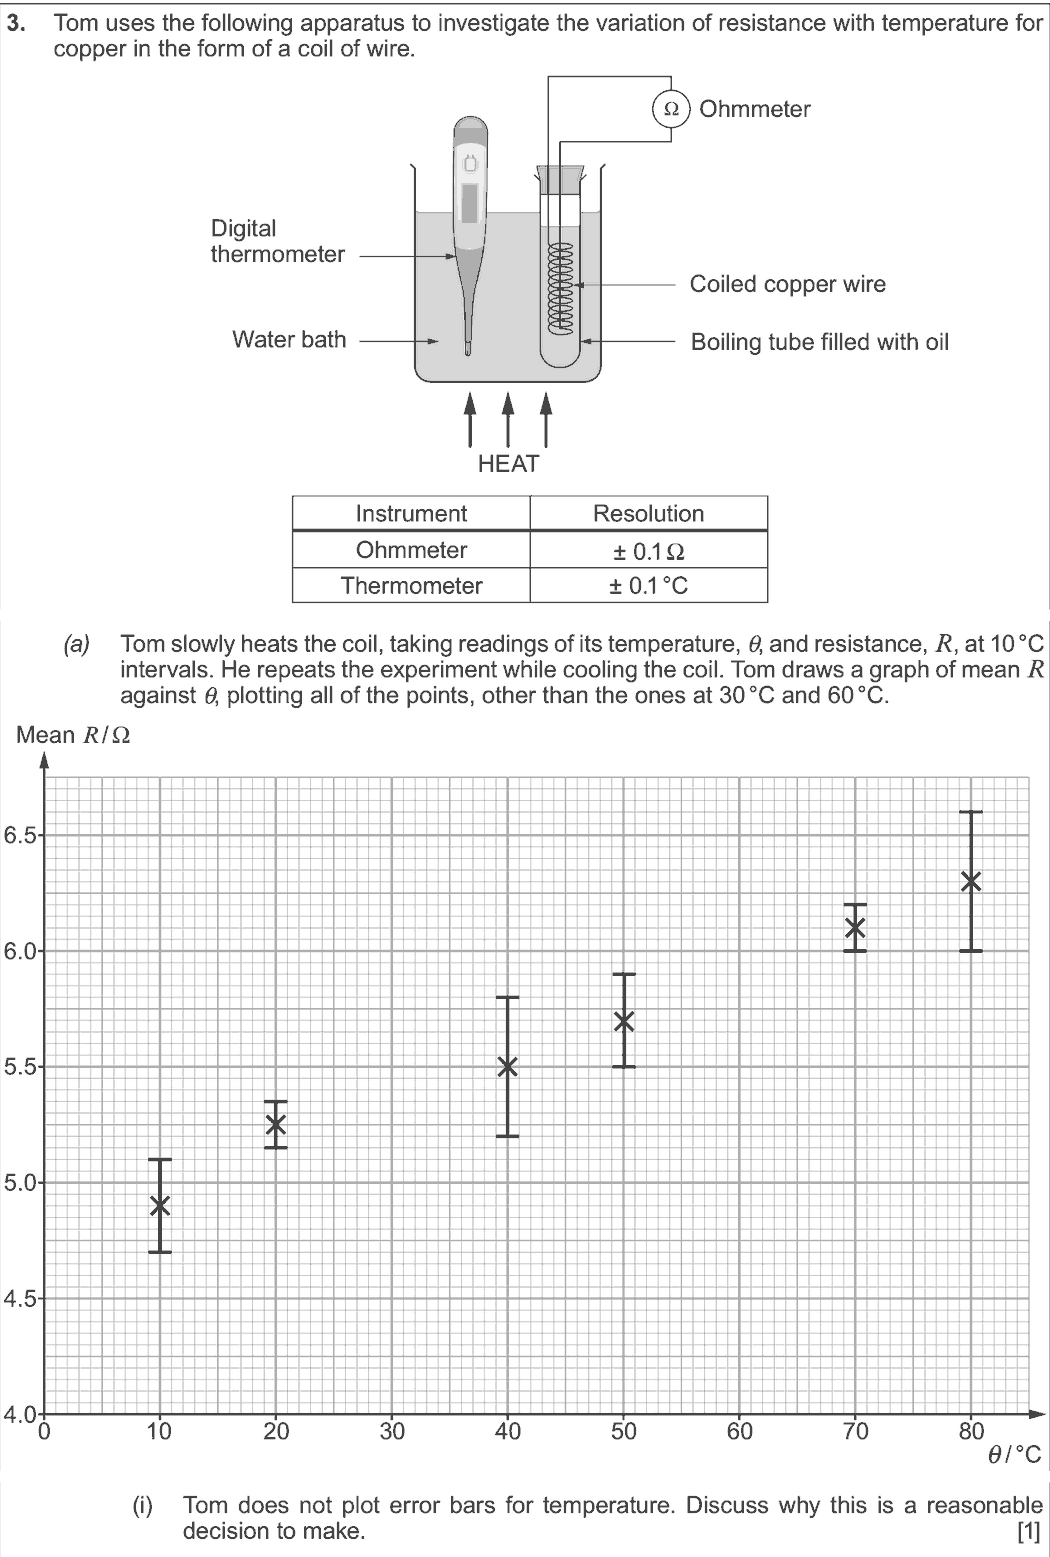 3. Tom uses the following apparatus to investigate the variation of resistance with temperature for
copper in the form of a coil of wire.
Ω Ohmmeter
Digital
thermometer
Coiled copper wire
Water bath
Boiling tube filled with oil
HEAT
Instrument Resolution
Ohmmeter ± 0.1 Ω
Thermometer ± 0.1 °C
(a) Tom slowly heats the coil, taking readings of its temperature, θ, and resistance, R, at 10 °C
intervals. He repeats the experiment while cooling the coil. Tom draws a graph of mean R
against θ, plotting all of the points, other than the ones at 30 °C and 60 °C.
Mean R/Ω
6.5
6.0
5.5
5.0
4.5
4.0
0 10 20 30 40 50 60 70 80
θ/°C
(i) Tom does not plot error bars for temperature. Discuss why this is a reasonable
decision to make. [1]